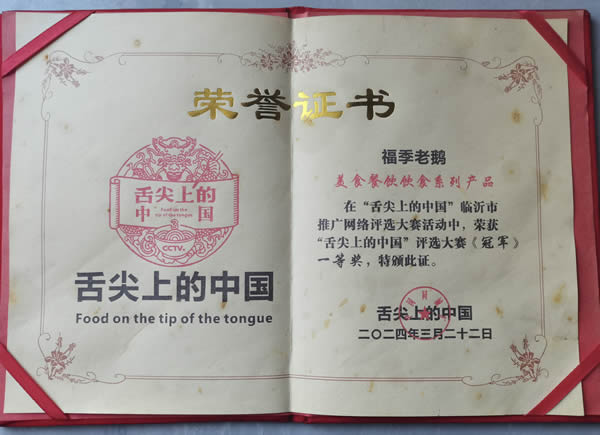 荣誉证书
舌尖上的
中 国
Food on the
tip of the tongue
CCTV
舌尖上的中国
Food on the tip of the tongue
福季老鹅
美食餐饮饮食系列产品
在“舌尖上的中国”临沂市
推广网络评选大赛活动中，荣获
“舌尖上的中国”评选大赛《冠军》
一等奖，特颁此证。
舌尖上的中国
二〇二四年三月二十二日